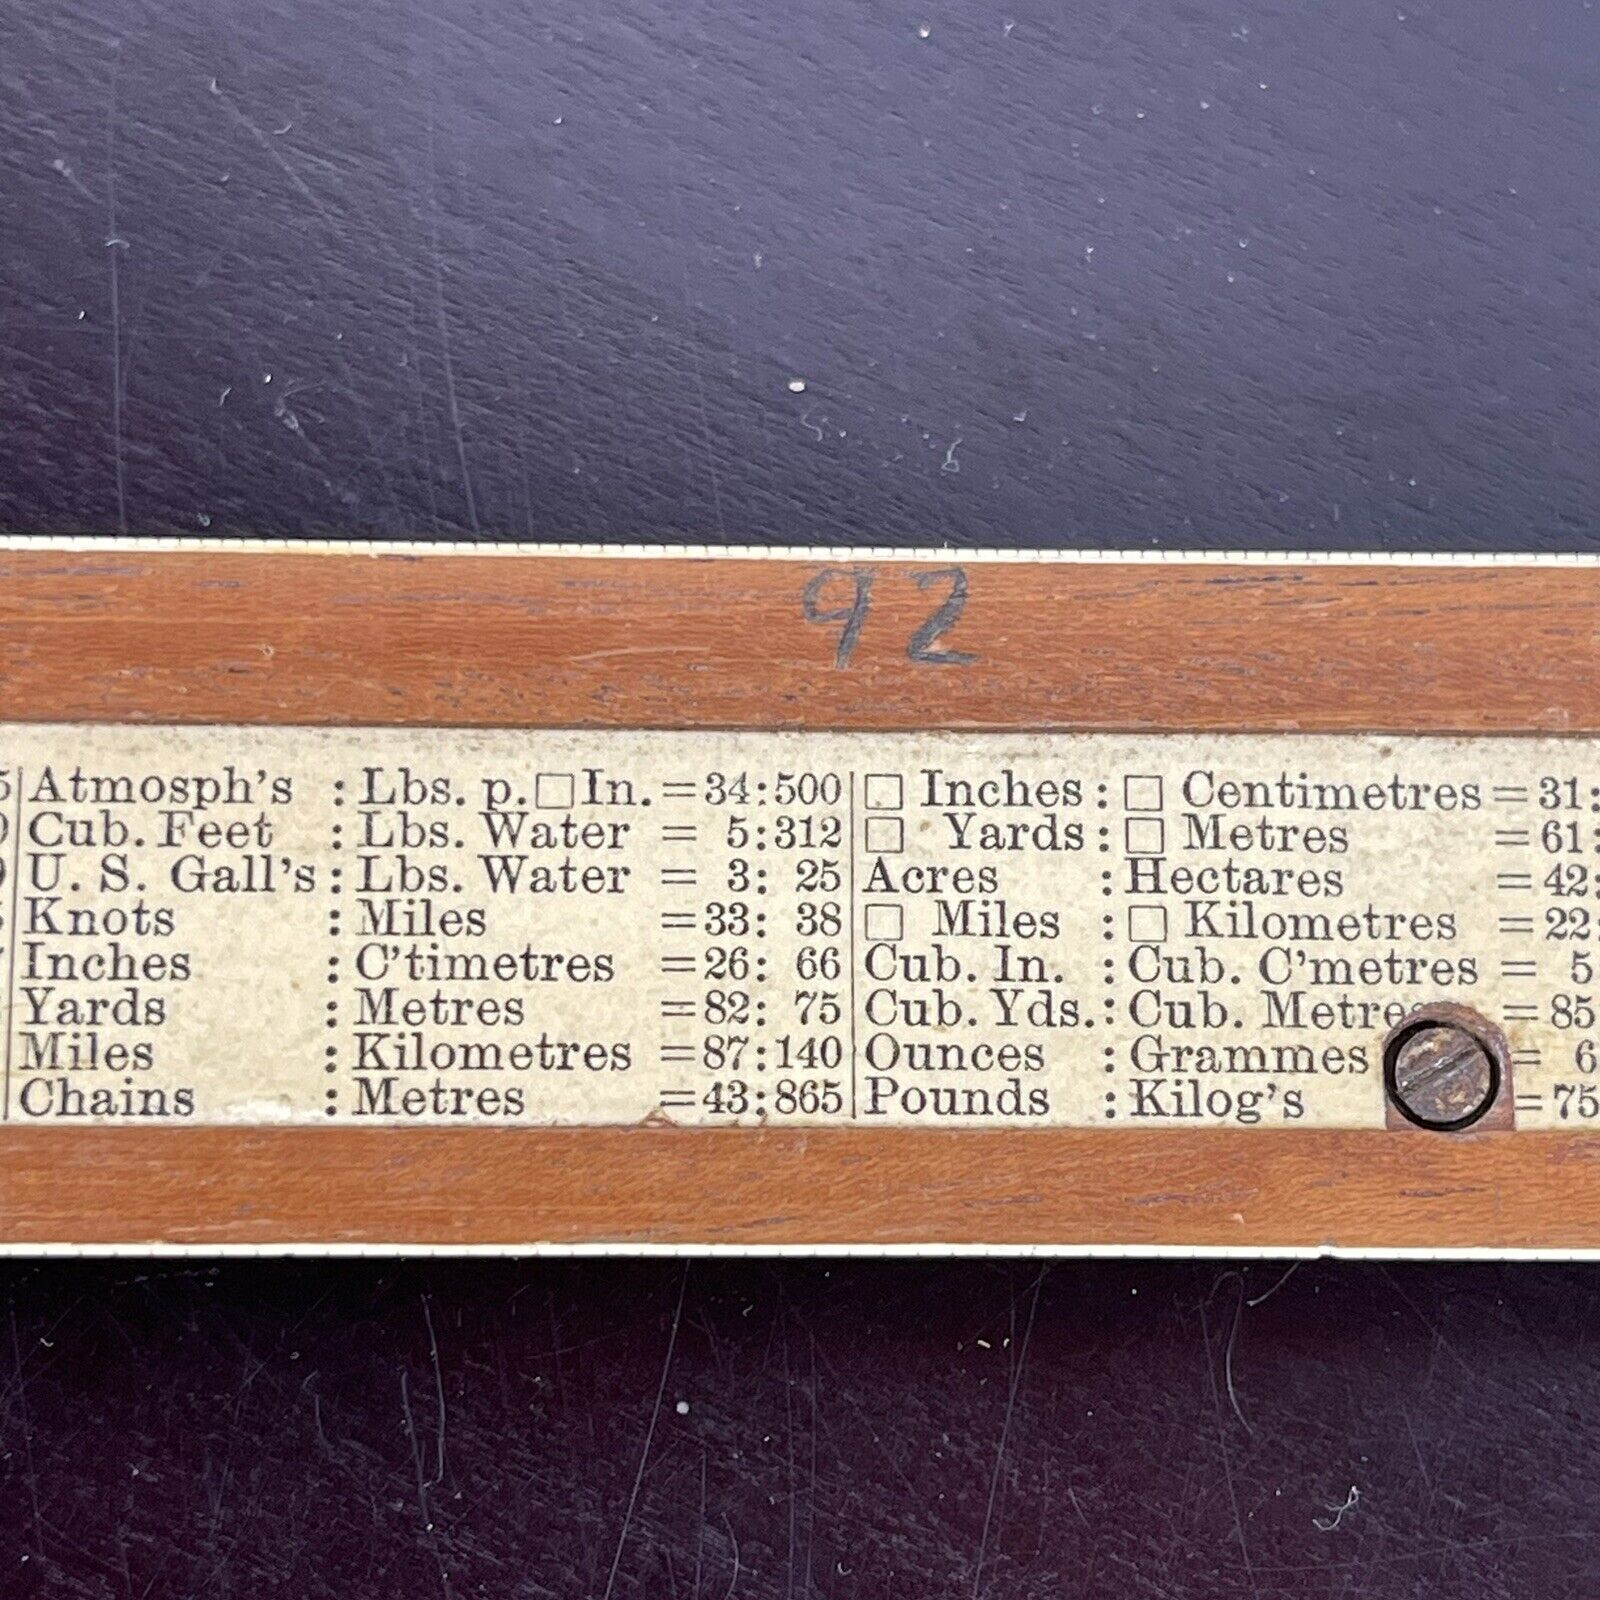 92
Atmosph's : Lbs. p. □ In. = 34:500
Cub. Feet : Lbs. Water = 5:312
U. S. Gall's : Lbs. Water = 3: 25
Knots : Miles = 33: 38
Inches : C'timetres = 26: 66
Yards : Metres = 82: 75
Miles : Kilometres = 87:140
Chains : Metres = 43:865
□ Inches : □ Centimetres = 31:
□ Yards : □ Metres = 61:
Acres : Hectares = 42:
□ Miles : □ Kilometres = 22:
Cub. In. : Cub. C'metres = 5
Cub. Yds. : Cub. Metres = 85
Ounces : Grammes = 6
Pounds : Kilog's = 75